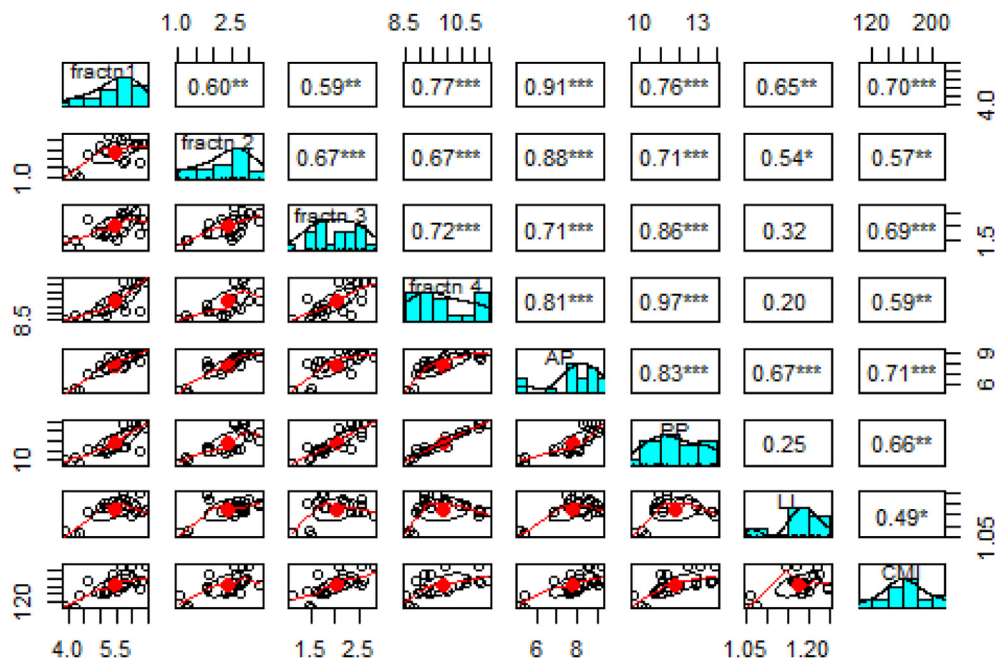 1.0 2.5 8.5 10.5 10 13 120 200
fractn1 0.60** 0.59** 0.77*** 0.91*** 0.76*** 0.65** 0.70*** 4.0
1.0 fractn 2 0.67*** 0.67*** 0.88*** 0.71*** 0.54* 0.57**
fractn 3 0.72*** 0.71*** 0.86*** 0.32 0.69*** 1.5
8.5 fractn 4 0.81*** 0.97*** 0.20 0.59**
AP 0.83*** 0.67*** 0.71*** 6 9
10 PP 0.25 0.66**
LI 0.49* 1.05
120 CMI
4.0 5.5 1.5 2.5 6 8 1.05 1.20